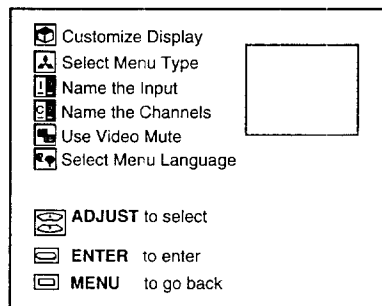 Customize Display
Select Menu Type
Name the Input
Name the Channels
Use Video Mute
Select Menu Language
ADJUST to select
ENTER to enter
MENU to go back